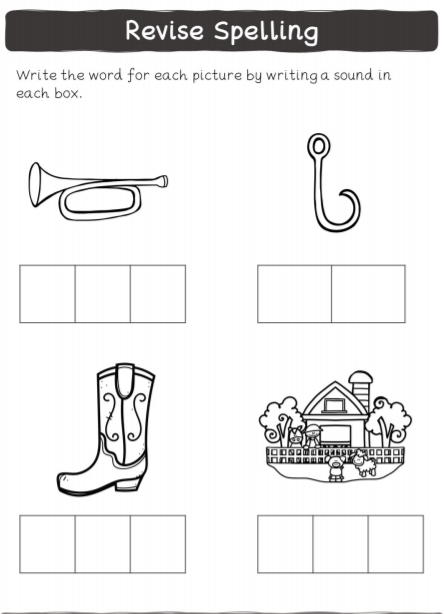 Revise Spelling
Write the word for each picture by writing a sound in
each box.